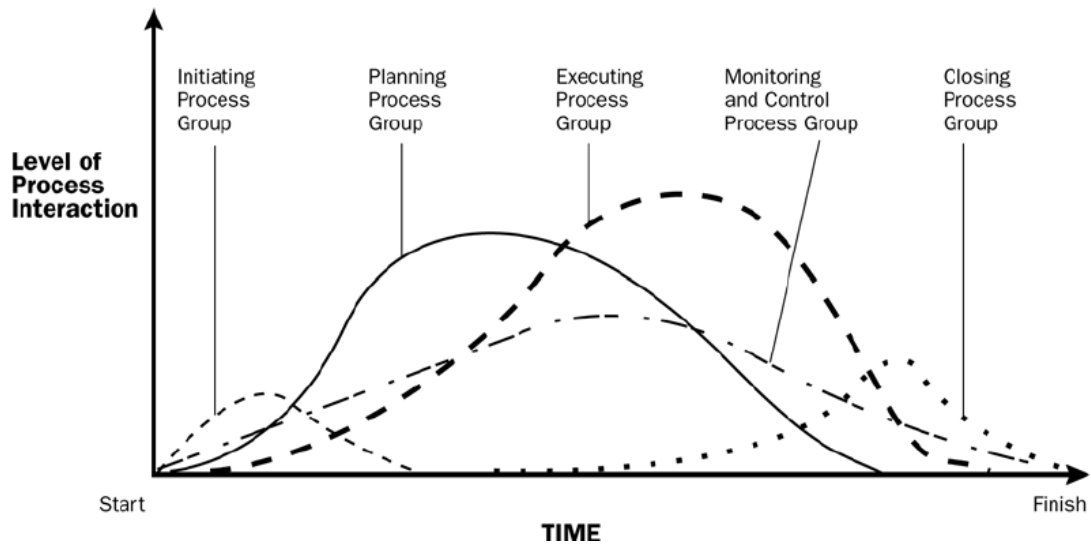 Initiating
Process
Group
Planning
Process
Group
Executing
Process
Group
Monitoring
and Control
Process Group
Closing
Process
Group
Level of
Process
Interaction
Start
Finish
TIME